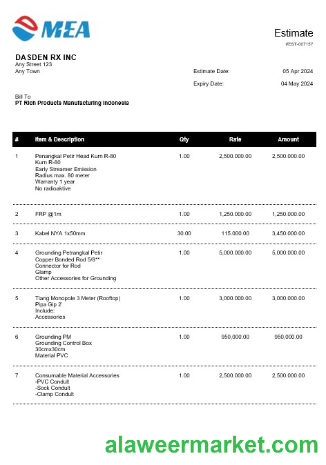 MEA
Estimate
#EST-007157
DASDEN RX INC
Any Street 123
Any Town
Estimate Date: 05 Apr 2024
Expiry Date: 04 May 2024
Bill To
PT Rich Products Manufacturing Indonesia
# Item & Description Qty Rate Amount
1 Penangkal Petir Head Kurn R-80 1.00 2,500,000.00 2,500,000.00
Kurn R-80
Early Streamer Emission
Radius max. 80 meter
Warranty 1 year
No radioaktive
2 FRP @1m 1.00 1,250,000.00 1,250,000.00
3 Kabel NYA 1x50mm 30.00 115,000.00 3,450,000.00
4 Grounding Penangkal Petir 1.00 5,000,000.00 5,000,000.00
Copper Bonded Rod
Connector for Rod
Clamp
Other Accessories for Grounding
5 Tiang Monopole 3 Meter (Rooftop) 1.00 3,000,000.00 3,000,000.00
Pipa Gip 2
Include:
Accessories
6 Grounding PM 1.00 950,000.00 950,000.00
Grounding Control Box
30cmx30cm
Material PVC
7 Consumable Material Accessories 1.00 2,500,000.00 2,500,000.00
-PVC Conduit
-Sock Conduit
-Clamp Conduit
alaweermarket.com